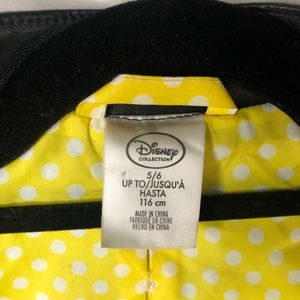 Disney
COLLECTION
5/6
UP TO/JUSQU'À
HASTA
116 cm
MADE IN CHINA
FABRIQUÉ EN CHINE
HECHO EN CHINA